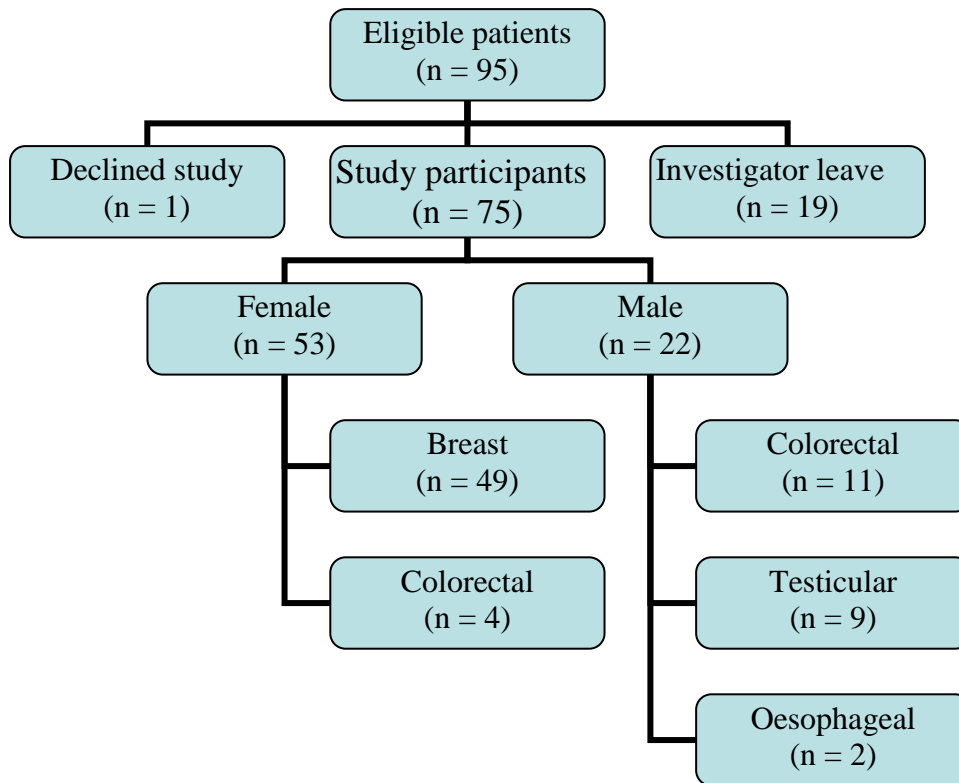 Eligible patients
(n = 95)
Declined study
(n = 1)
Study participants
(n = 75)
Investigator leave
(n = 19)
Female
(n = 53)
Male
(n = 22)
Breast
(n = 49)
Colorectal
(n = 4)
Colorectal
(n = 11)
Testicular
(n = 9)
Oesophageal
(n = 2)